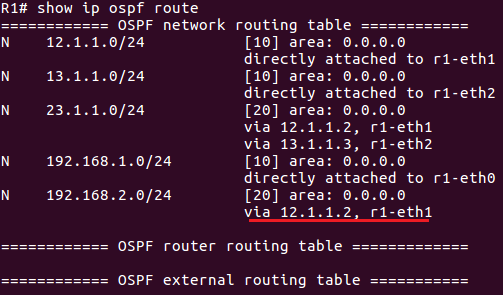 R1# show ip ospf route
============ OSPF network routing table ============
N    12.1.1.0/24           [10] area: 0.0.0.0
                           directly attached to r1-eth1
N    13.1.1.0/24           [10] area: 0.0.0.0
                           directly attached to r1-eth2
N    23.1.1.0/24           [20] area: 0.0.0.0
                           via 12.1.1.2, r1-eth1
                           via 13.1.1.3, r1-eth2
N    192.168.1.0/24        [10] area: 0.0.0.0
                           directly attached to r1-eth0
N    192.168.2.0/24        [20] area: 0.0.0.0
                           via 12.1.1.2, r1-eth1
============ OSPF router routing table =============
============ OSPF external routing table ===========